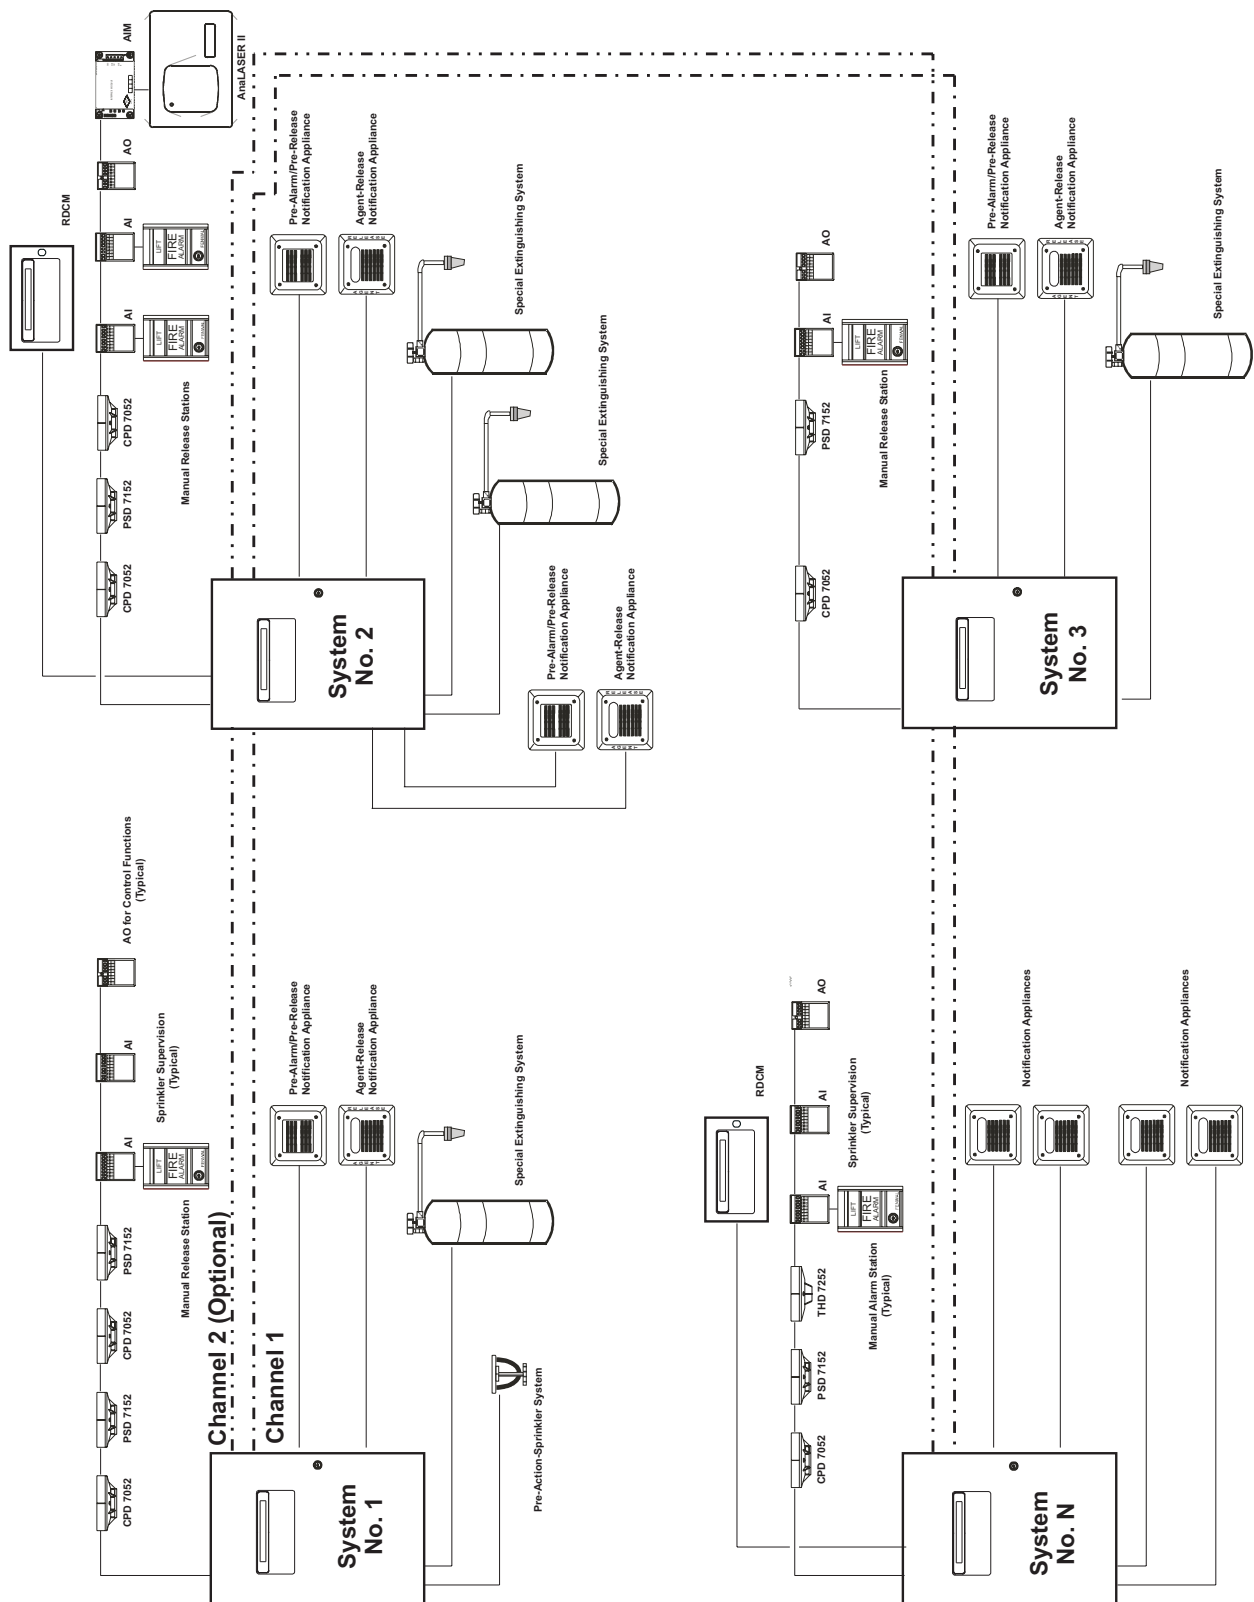 CPD 7052
PSD 7152
CPD 7052
PSD 7152
AI
AI
AO for Control Functions
(Typical)
Sprinkler Supervision
(Typical)
LIFT
FIRE
ALARM
Manual Release Station
Channel 2 (Optional)
Channel 1
System
No. 1
Pre-Alarm/Pre-Release
Notification Appliance
AGENT
RELEASE
Agent-Release
Notification Appliance
Special Extinguishing System
Pre-Action-Sprinkler System
RDCM
CPD 7052
PSD 7152
CPD 7052
AI
AI
AO
AIM
AnaLASER II
LIFT
FIRE
ALARM
LIFT
FIRE
ALARM
Manual Release Stations
System
No. 2
Pre-Alarm/Pre-Release
Notification Appliance
AGENT
RELEASE
Agent-Release
Notification Appliance
Special Extinguishing System
Special Extinguishing System
Pre-Alarm/Pre-Release
Notification Appliance
AGENT
RELEASE
Agent-Release
Notification Appliance
RDCM
CPD 7052
PSD 7152
THD 7252
AI
AI
AO
Sprinkler Supervision
(Typical)
LIFT
FIRE
ALARM
Manual Alarm Station
(Typical)
System
No. N
Notification Appliances
Notification Appliances
CPD 7052
PSD 7152
AI
AO
LIFT
FIRE
ALARM
Manual Release Station
System
No. 3
Pre-Alarm/Pre-Release
Notification Appliance
AGENT
RELEASE
Agent-Release
Notification Appliance
Special Extinguishing System